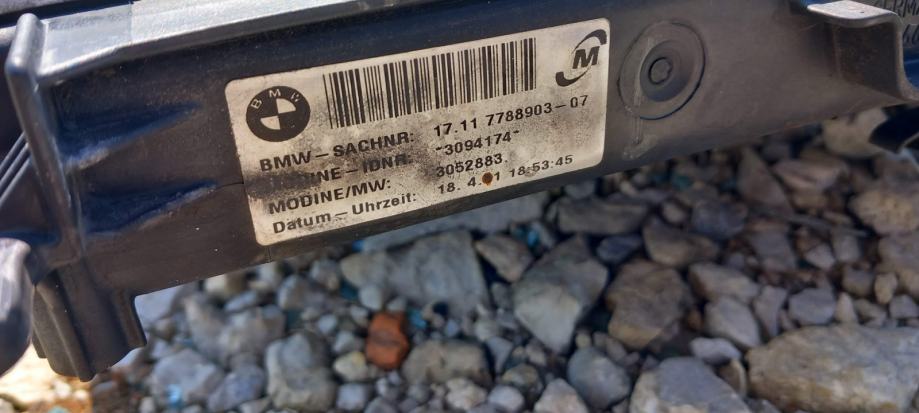 BMW
M
BMW-SACHNR: 17.11 7788903-07
-IDNR: -3094174-
MODINE/MW: 3052883.
Datum-Uhrzeit: 18. 4. 1 18:53:45